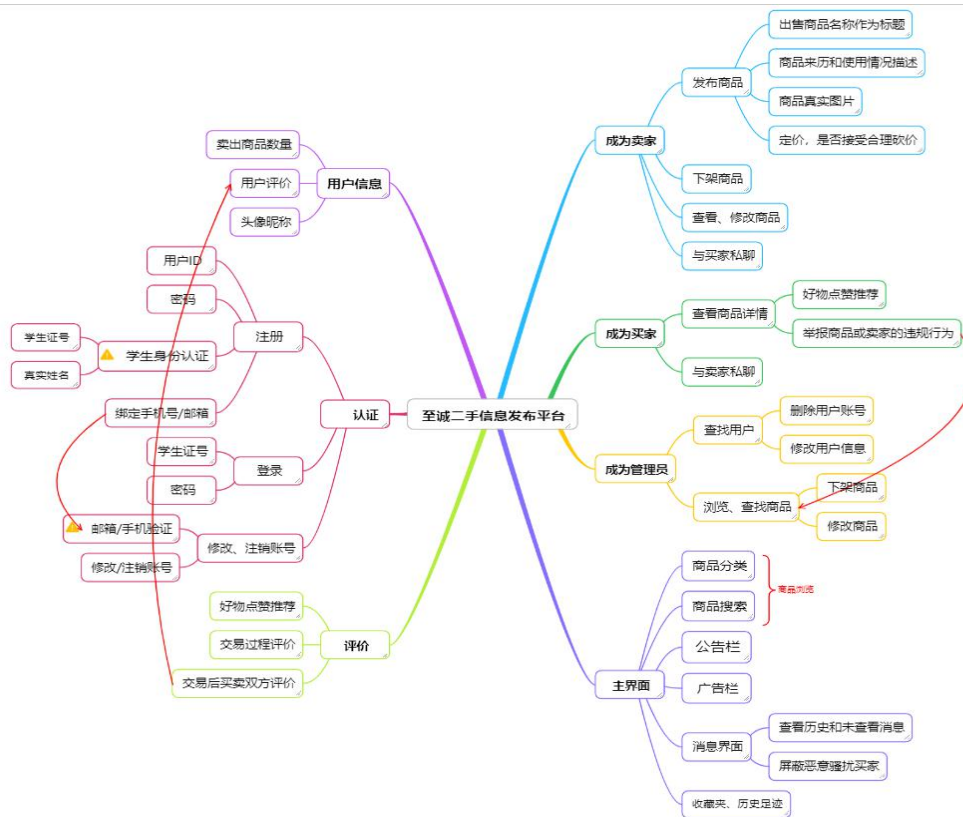 至诚二手信息发布平台
成为卖家
发布商品
出售商品名称作为标题
商品来历和使用情况描述
商品真实图片
定价，是否接受合理砍价
下架商品
查看、修改商品
与买家私聊
成为买家
查看商品详情
好物点赞推荐
举报商品或卖家的违规行为
与卖家私聊
成为管理员
查找用户
删除用户账号
修改用户信息
浏览、查找商品
下架商品
修改商品
主界面
商品分类
商品搜索
商品浏览
公告栏
广告栏
消息界面
查看历史和未查看消息
屏蔽恶意骚扰买家
收藏夹、历史足迹
用户信息
卖出商品数量
用户评价
头像昵称
认证
注册
用户ID
密码
学生身份认证
学生证号
真实姓名
绑定手机号/邮箱
登录
学生证号
密码
修改、注销账号
邮箱/手机验证
修改/注销账号
评价
好物点赞推荐
交易过程评价
交易后买卖双方评价